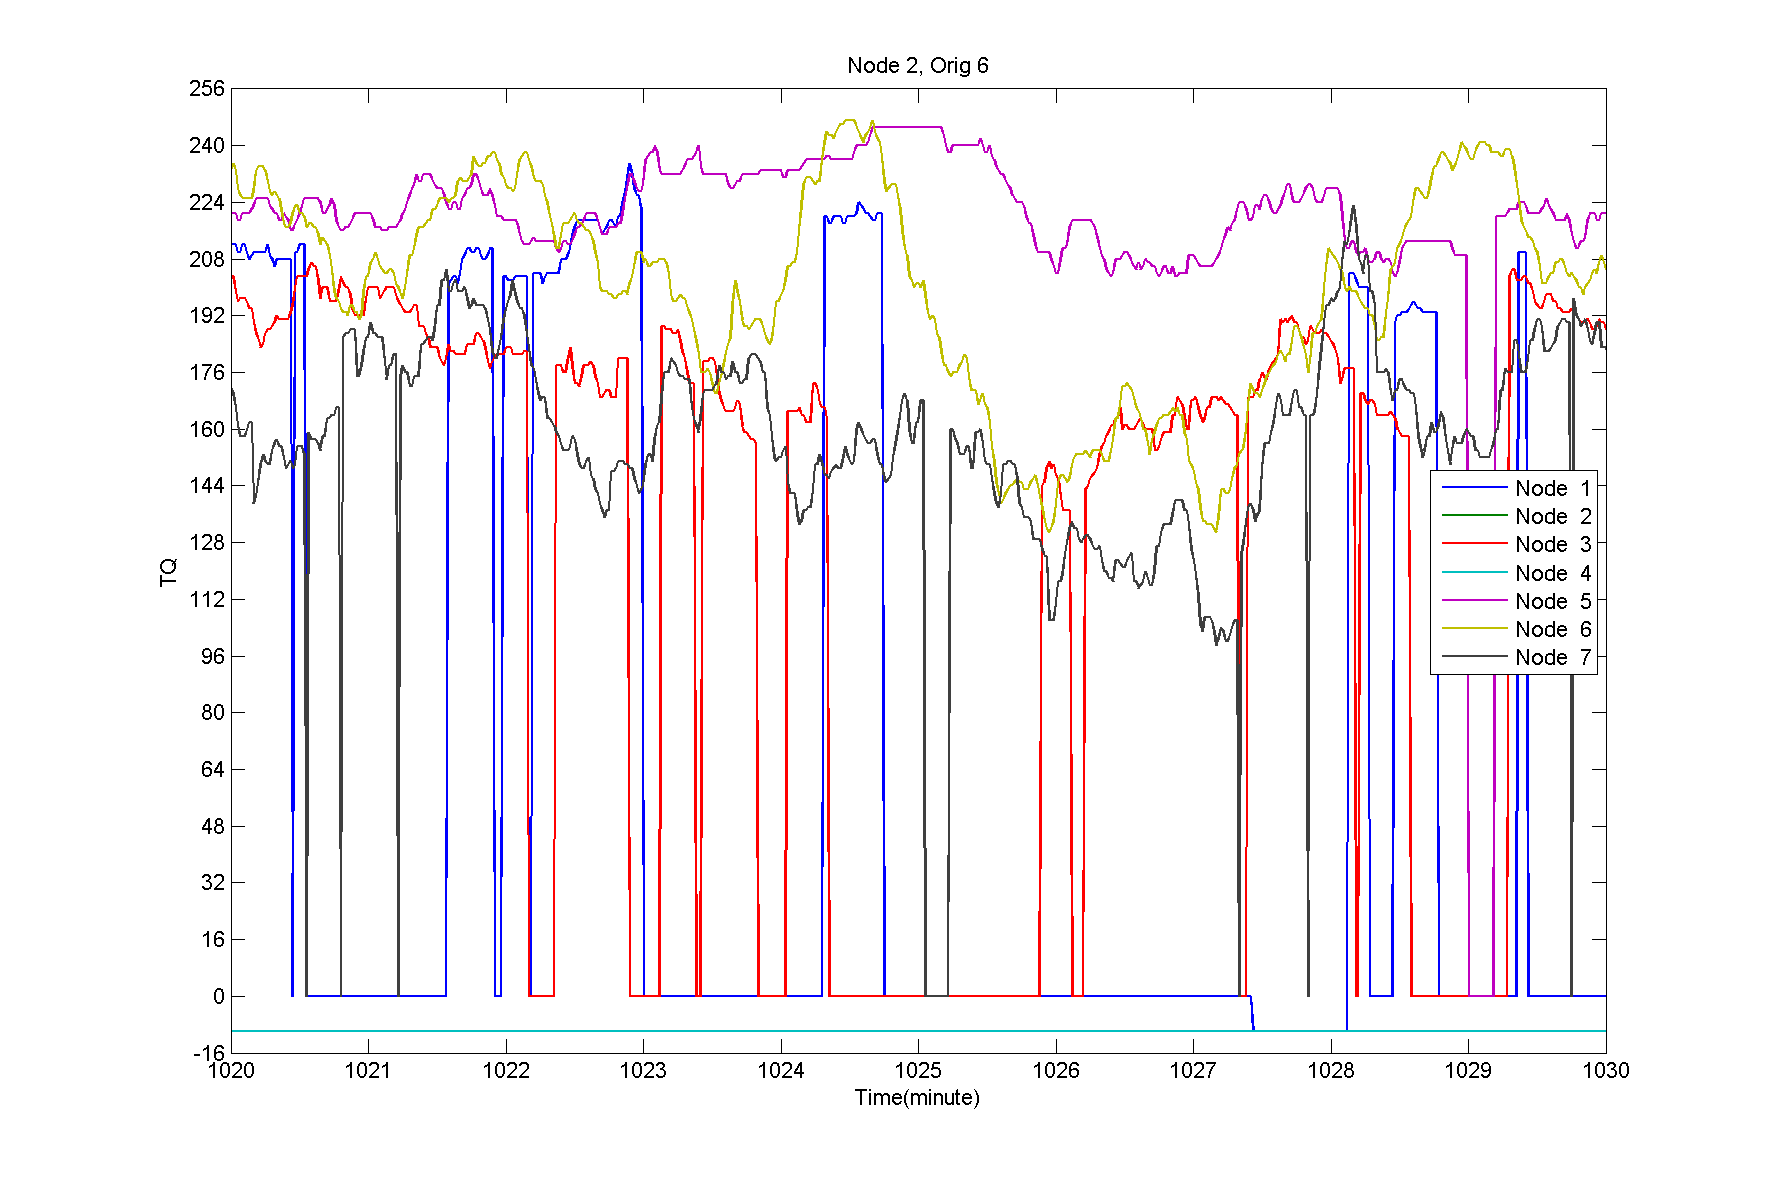 Node 2, Orig 6
256
240
224
208
192
176
160
144
128
112
96
80
64
48
32
16
0
-16
TQ
Node 1
Node 2
Node 3
Node 4
Node 5
Node 6
Node 7
1020 1021 1022 1023 1024 1025 1026 1027 1028 1029 1030
Time(minute)